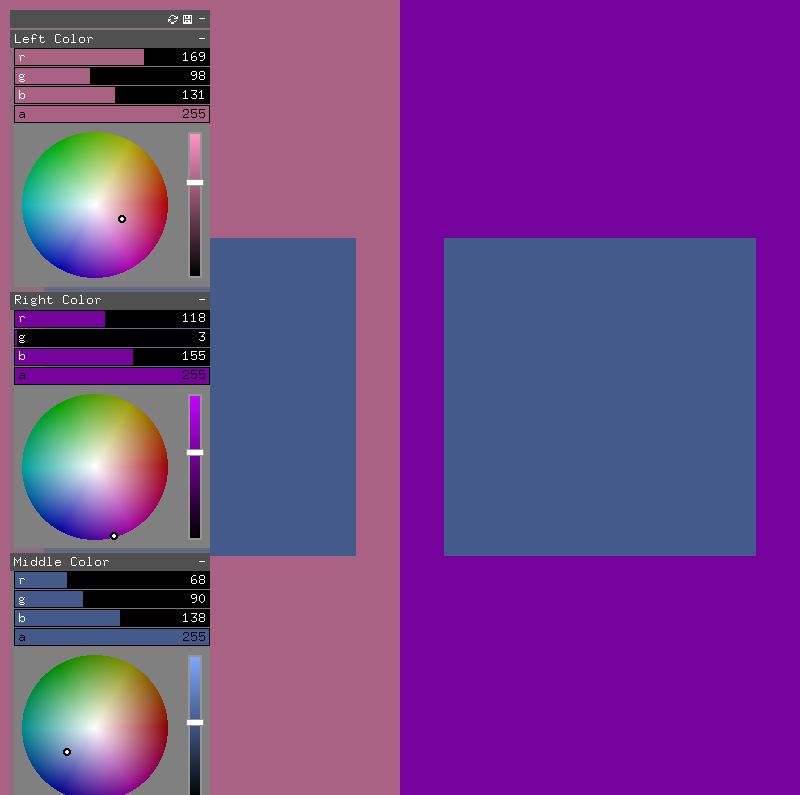 Left Color −
r 169
g 98
b 131
a 255
Right Color −
r 118
g 3
b 155
a 255
Middle Color −
r 68
g 90
b 138
a 255